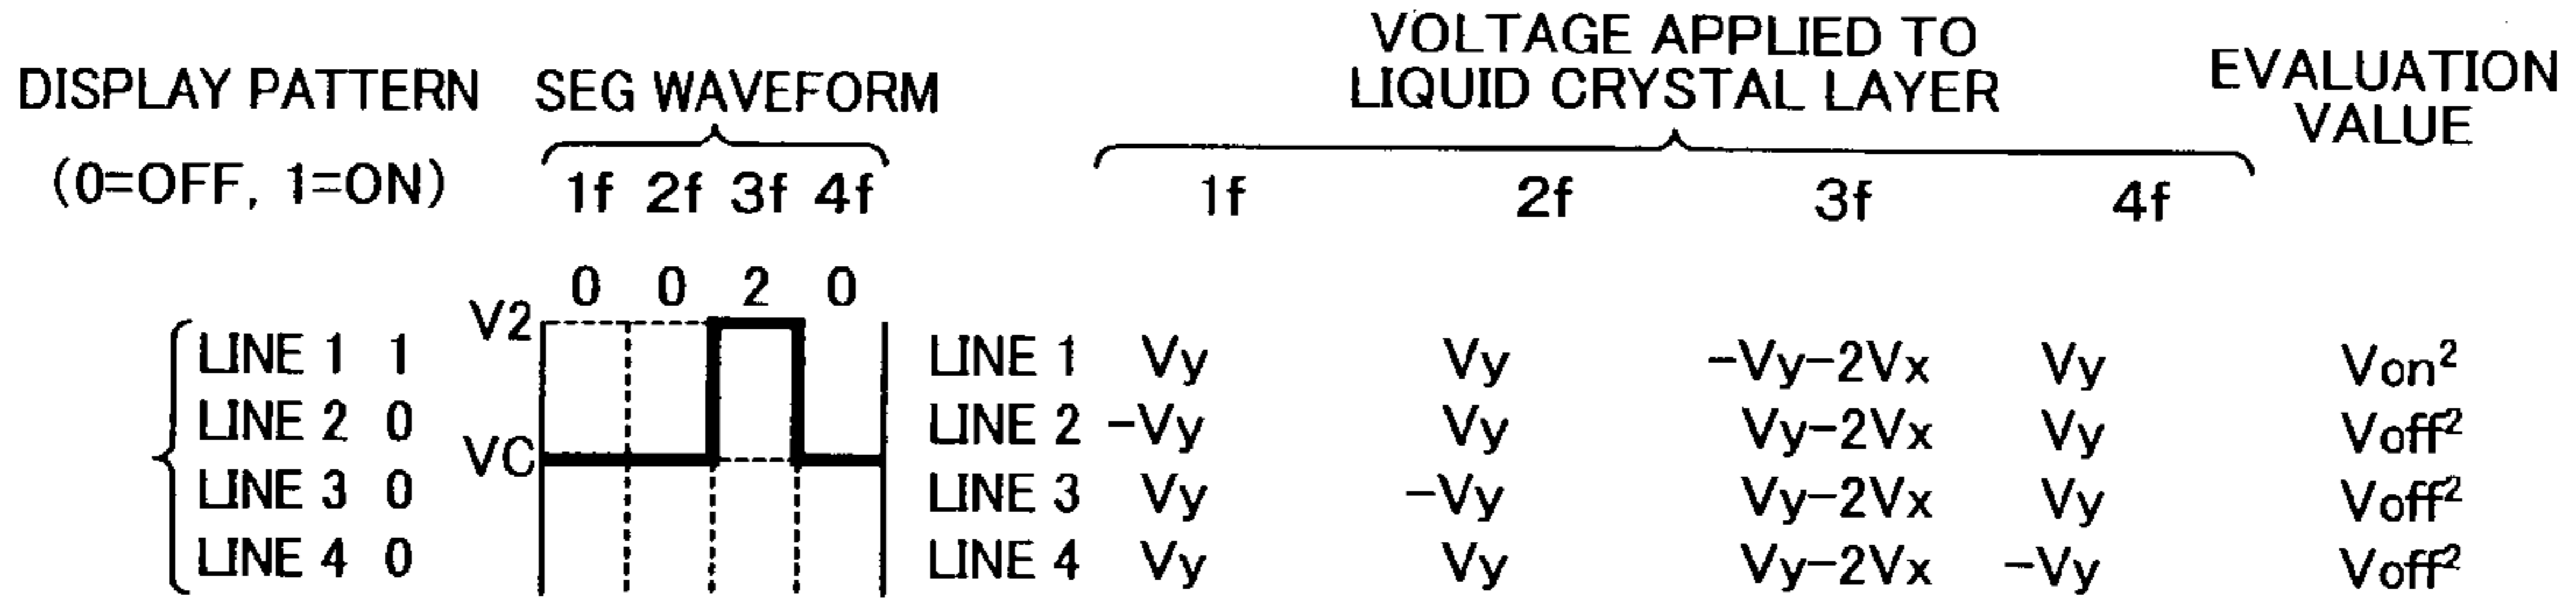 DISPLAY PATTERN
(0=OFF, 1=ON)
SEG WAVEFORM
1f 2f 3f 4f
VOLTAGE APPLIED TO
LIQUID CRYSTAL LAYER
1f 2f 3f 4f
EVALUATION
VALUE
0 0 2 0
V2
VC
LINE 1 1
LINE 2 0
LINE 3 0
LINE 4 0
LINE 1 Vy Vy -Vy-2Vx Vy Von²
LINE 2 -Vy Vy Vy-2Vx Vy Voff²
LINE 3 Vy -Vy Vy-2Vx Vy Voff²
LINE 4 Vy Vy Vy-2Vx -Vy Voff²